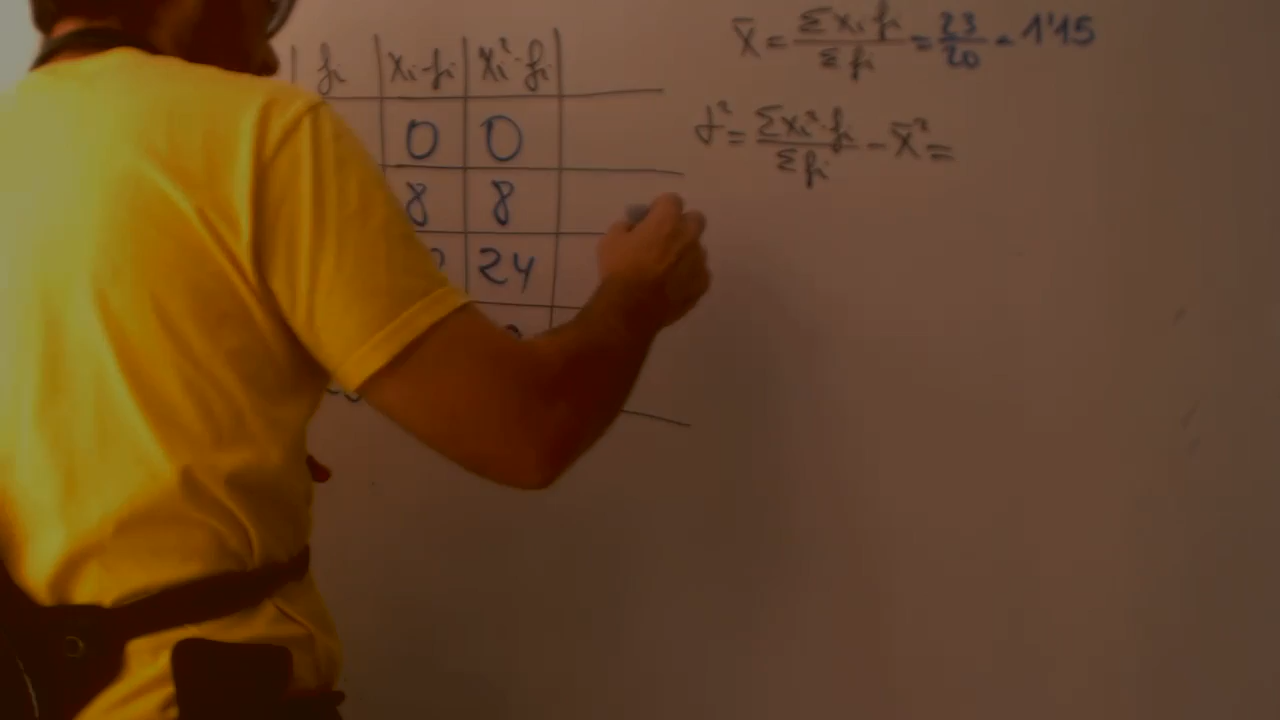 fi xi·fi xi²·fi
0 0
8 8
24
x̄ = Σxi fi / Σfi = 23/20 = 1'15
σ² = Σxi²·fi / Σfi - x̄² =